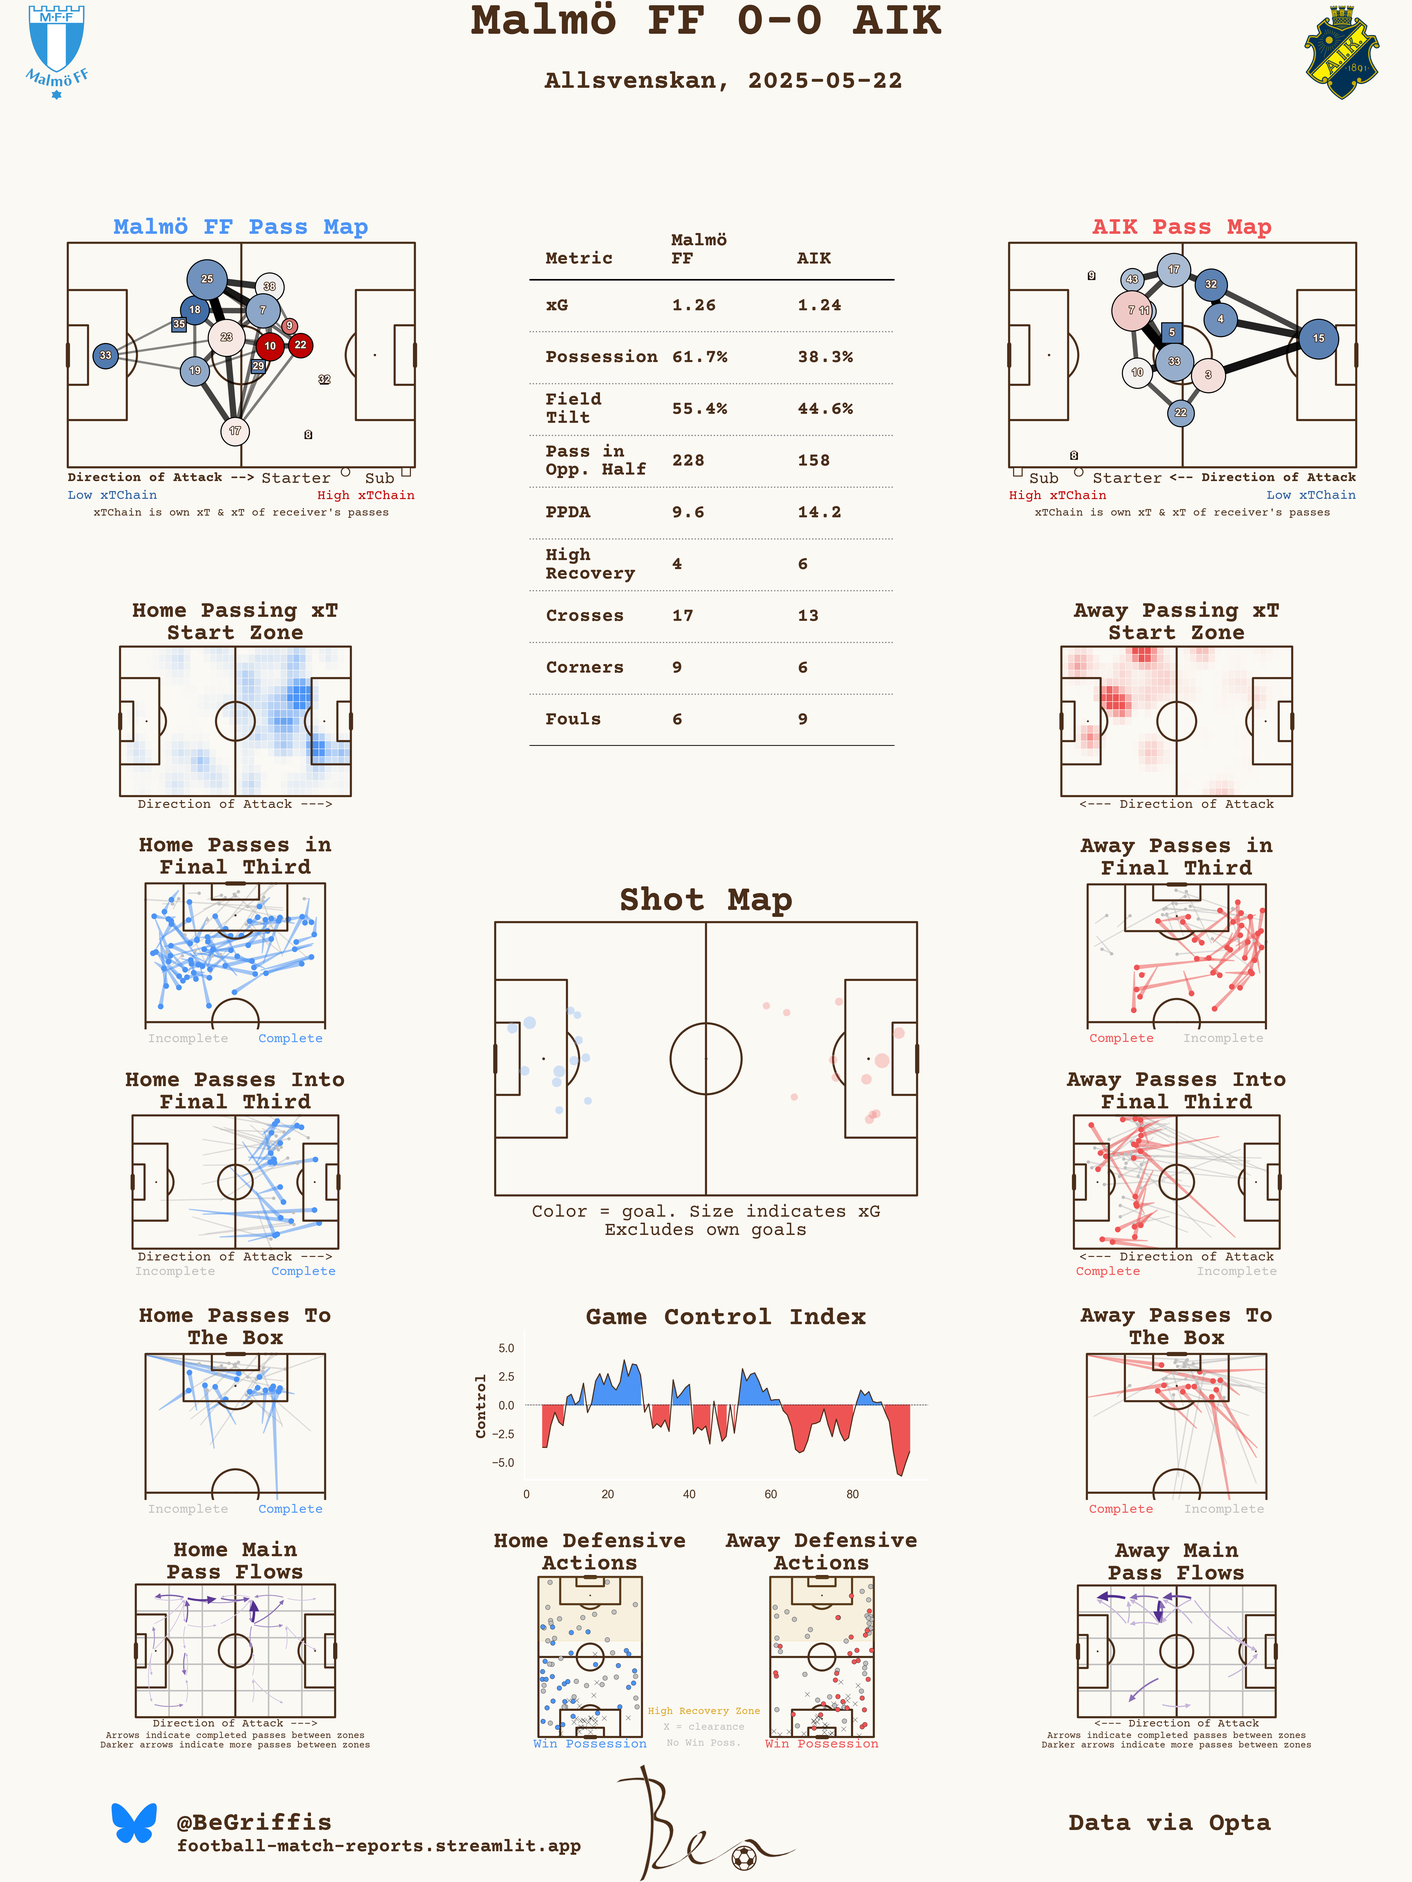 Malmö FF 0-0 AIK
Allsvenskan, 2025-05-22
M·F·F
Malmö FF
A.I.K.
·1891·
Malmö FF Pass Map
25
38
18
7
35
9
23
10
22
33
29
19
32
17
8
Direction of Attack --> Starter Sub
Low xTChain High xTChain
xTChain is own xT & xT of receiver's passes
Metric Malmö FF AIK
xG 1.26 1.24
Possession 61.7% 38.3%
Field Tilt 55.4% 44.6%
Pass in Opp. Half 228 158
PPDA 9.6 14.2
High Recovery 4 6
Crosses 17 13
Corners 9 6
Fouls 6 9
AIK Pass Map
9
43
17
32
7
11
4
5
15
33
10
3
22
8
Sub Starter <-- Direction of Attack
High xTChain Low xTChain
xTChain is own xT & xT of receiver's passes
Home Passing xT
Start Zone
Direction of Attack --->
Away Passing xT
Start Zone
<--- Direction of Attack
Home Passes in
Final Third
Incomplete Complete
Away Passes in
Final Third
Complete Incomplete
Shot Map
Color = goal. Size indicates xG
Excludes own goals
Home Passes Into
Final Third
Direction of Attack --->
Incomplete Complete
Away Passes Into
Final Third
<--- Direction of Attack
Complete Incomplete
Home Passes To
The Box
Incomplete Complete
Game Control Index
Control
5.0
2.5
0.0
−2.5
−5.0
0 20 40 60 80
Away Passes To
The Box
Complete Incomplete
Home Main
Pass Flows
Direction of Attack --->
Arrows indicate completed passes between zones
Darker arrows indicate more passes between zones
Home Defensive
Actions
Win Possession
Away Defensive
Actions
Win Possession
High Recovery Zone
X = clearance
No Win Poss.
Away Main
Pass Flows
<--- Direction of Attack
Arrows indicate completed passes between zones
Darker arrows indicate more passes between zones
@BeGriffis
football-match-reports.streamlit.app
Ben
Data via Opta